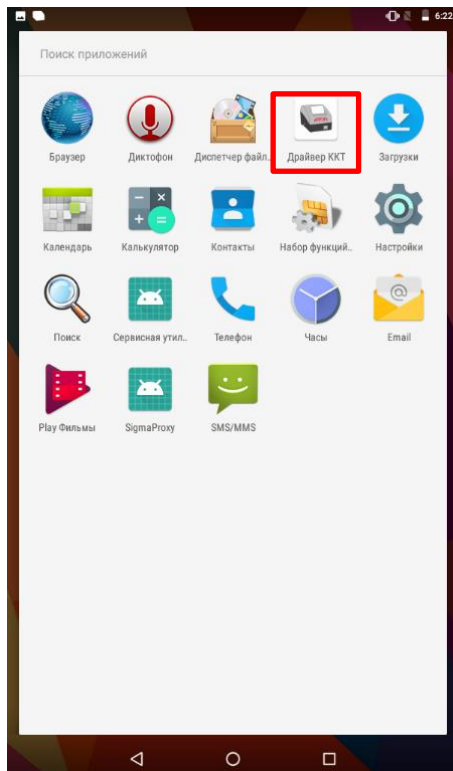 6:22
Поиск приложений
Браузер
Диктофон
Диспетчер файл..
Драйвер ККТ
Загрузки
Календарь
Калькулятор
Контакты
Набор функций..
Настройки
Поиск
Сервисная утил..
Телефон
Часы
Email
Play Фильмы
SigmaProxy
SMS/MMS